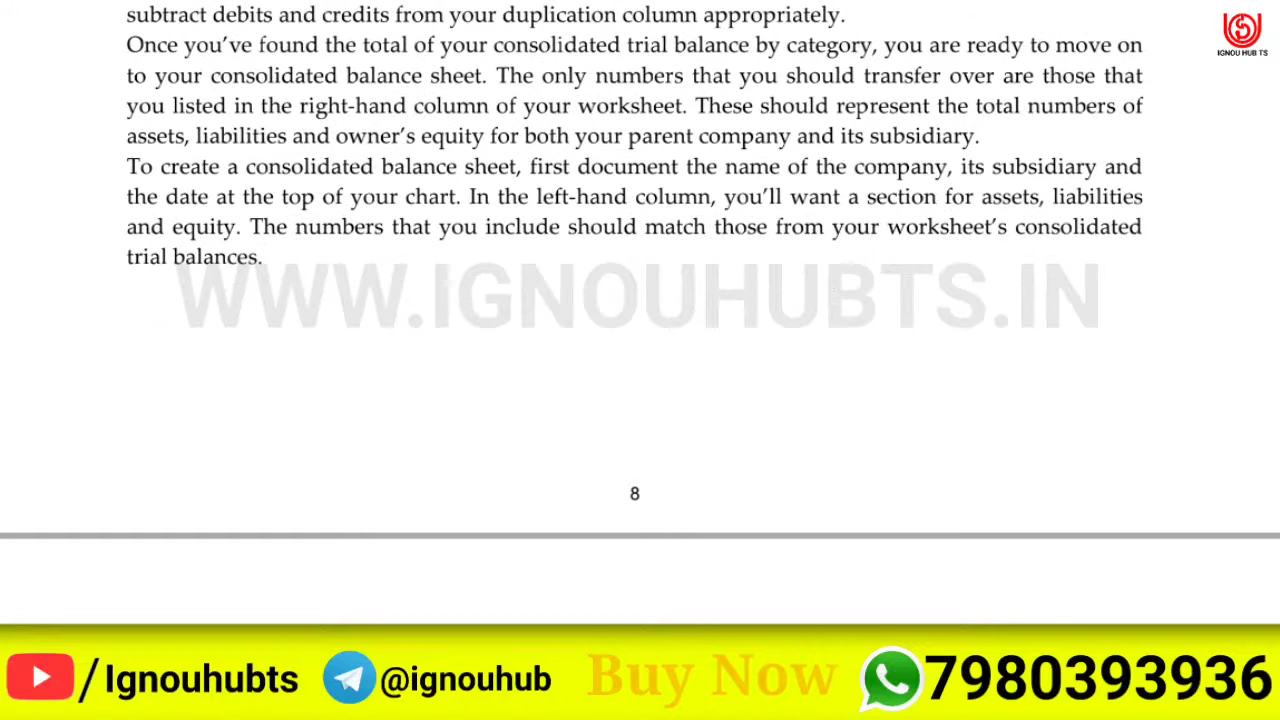 subtract debits and credits from your duplication column appropriately.
Once you've found the total of your consolidated trial balance by category, you are ready to move on
to your consolidated balance sheet. The only numbers that you should transfer over are those that
you listed in the right-hand column of your worksheet. These should represent the total numbers of
assets, liabilities and owner's equity for both your parent company and its subsidiary.
To create a consolidated balance sheet, first document the name of the company, its subsidiary and
the date at the top of your chart. In the left-hand column, you'll want a section for assets, liabilities
and equity. The numbers that you include should match those from your worksheet's consolidated
trial balances.
WWW.IGNOUHUBTS.IN
8
IGNOU HUB TS
/Ignouhubts @ignouhub Buy Now 7980393936